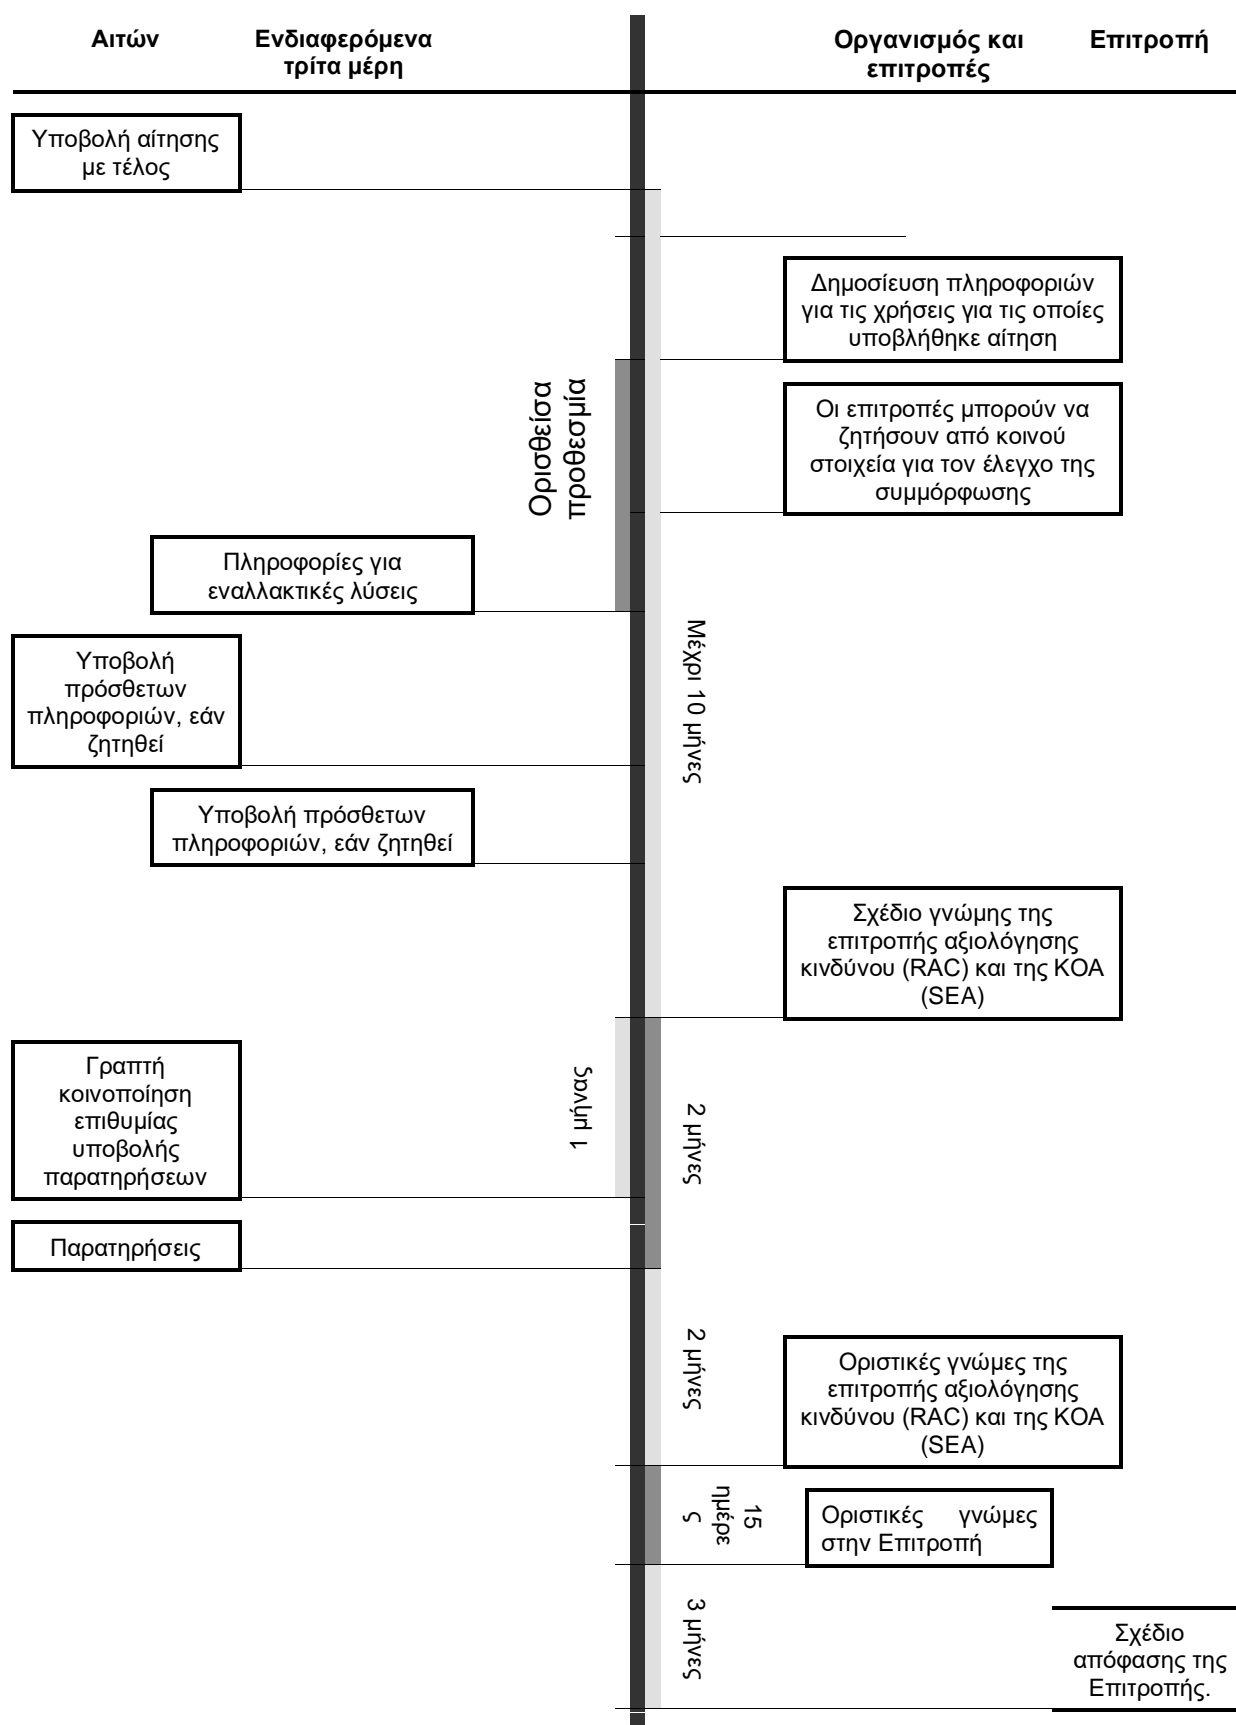 Αιτών
Ενδιαφερόμενα
τρίτα μέρη
Οργανισμός και
επιτροπές
Επιτροπή
Υποβολή αίτησης
με τέλος
Δημοσίευση πληροφοριών
για τις χρήσεις για τις οποίες
υποβλήθηκε αίτηση
Ορισθείσα
προθεσμία
Οι επιτροπές μπορούν να
ζητήσουν από κοινού
στοιχεία για τον έλεγχο της
συμμόρφωσης
Πληροφορίες για
εναλλακτικές λύσεις
Μέχρι 10 μήνες
Υποβολή
πρόσθετων
πληροφοριών, εάν
ζητηθεί
Υποβολή πρόσθετων
πληροφοριών, εάν ζητηθεί
Σχέδιο γνώμης της
επιτροπής αξιολόγησης
κινδύνου (RAC) και της ΚΟΑ
(SEA)
Γραπτή
κοινοποίηση
επιθυμίας
υποβολής
παρατηρήσεων
1 μήνας
2 μήνες
Παρατηρήσεις
2 μήνες
Οριστικές γνώμες της
επιτροπής αξιολόγησης
κινδύνου (RAC) και της ΚΟΑ
(SEA)
15
ημέρε
ς
Οριστικές γνώμες
στην Επιτροπή
3 μήνες
Σχέδιο
απόφασης της
Επιτροπής.